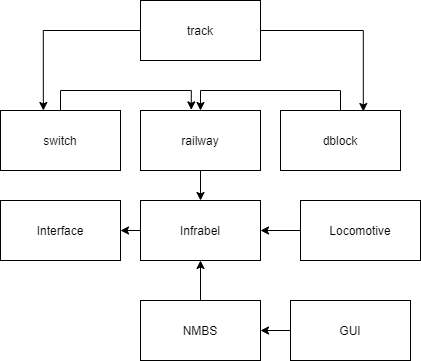 track
switch
railway
dblock
Interface
Infrabel
Locomotive
NMBS
GUI